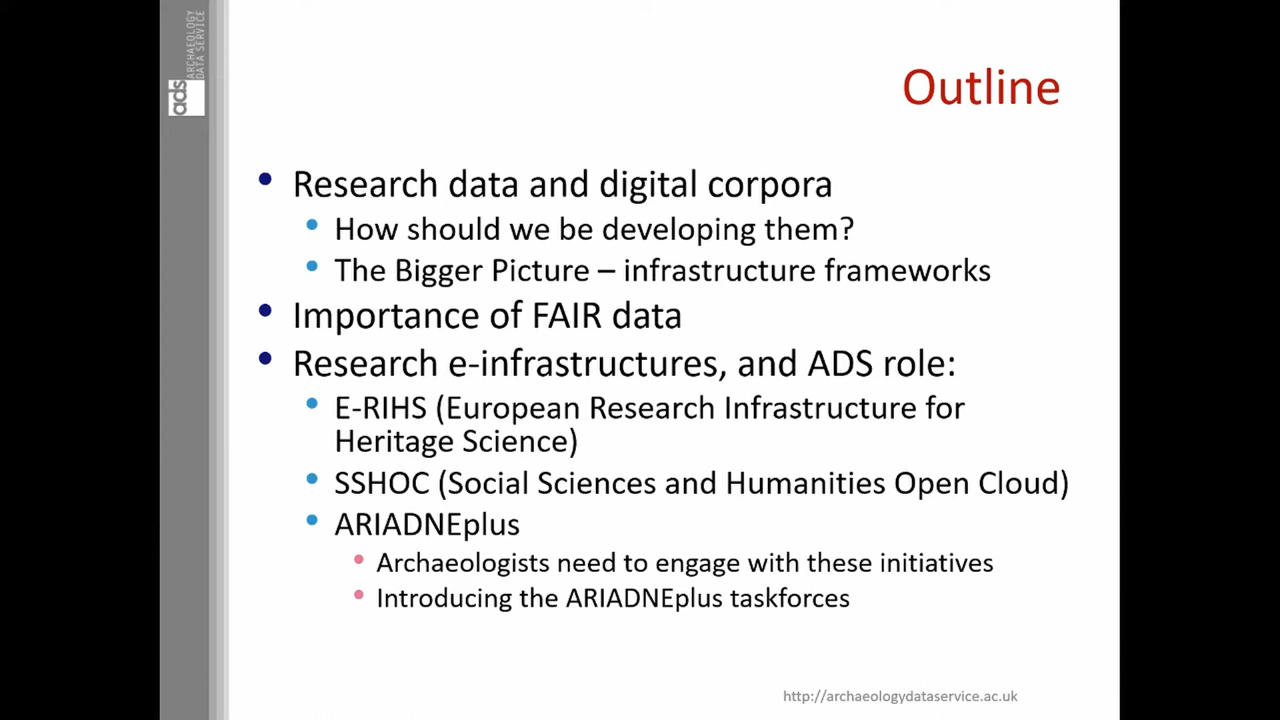 ARCHAEOLOGY
DATA SERVICE
ads
Outline
• Research data and digital corpora
• How should we be developing them?
• The Bigger Picture – infrastructure frameworks
• Importance of FAIR data
• Research e-infrastructures, and ADS role:
• E-RIHS (European Research Infrastructure for
Heritage Science)
• SSHOC (Social Sciences and Humanities Open Cloud)
• ARIADNEplus
• Archaeologists need to engage with these initiatives
• Introducing the ARIADNEplus taskforces
http://archaeologydataservice.ac.uk